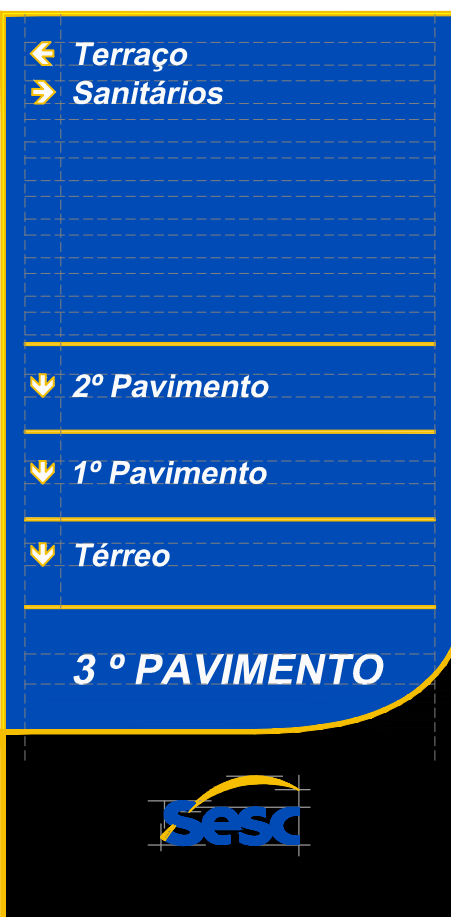 Terraço
Sanitários
2º Pavimento
1º Pavimento
Térreo
3 º PAVIMENTO
sesc